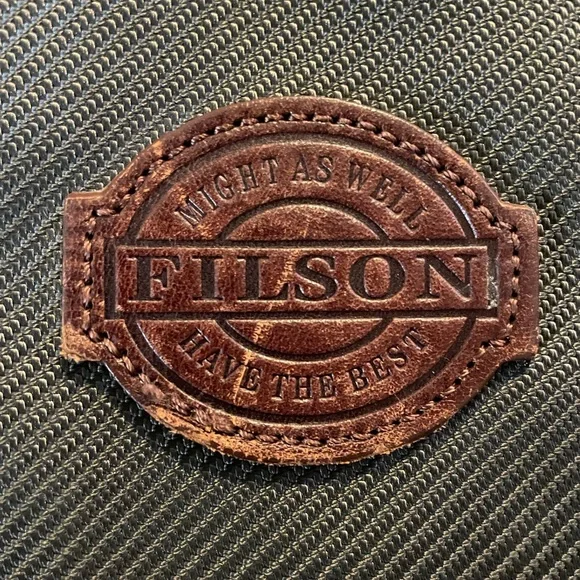 MIGHT AS WELL
FILSON
HAVE THE BEST